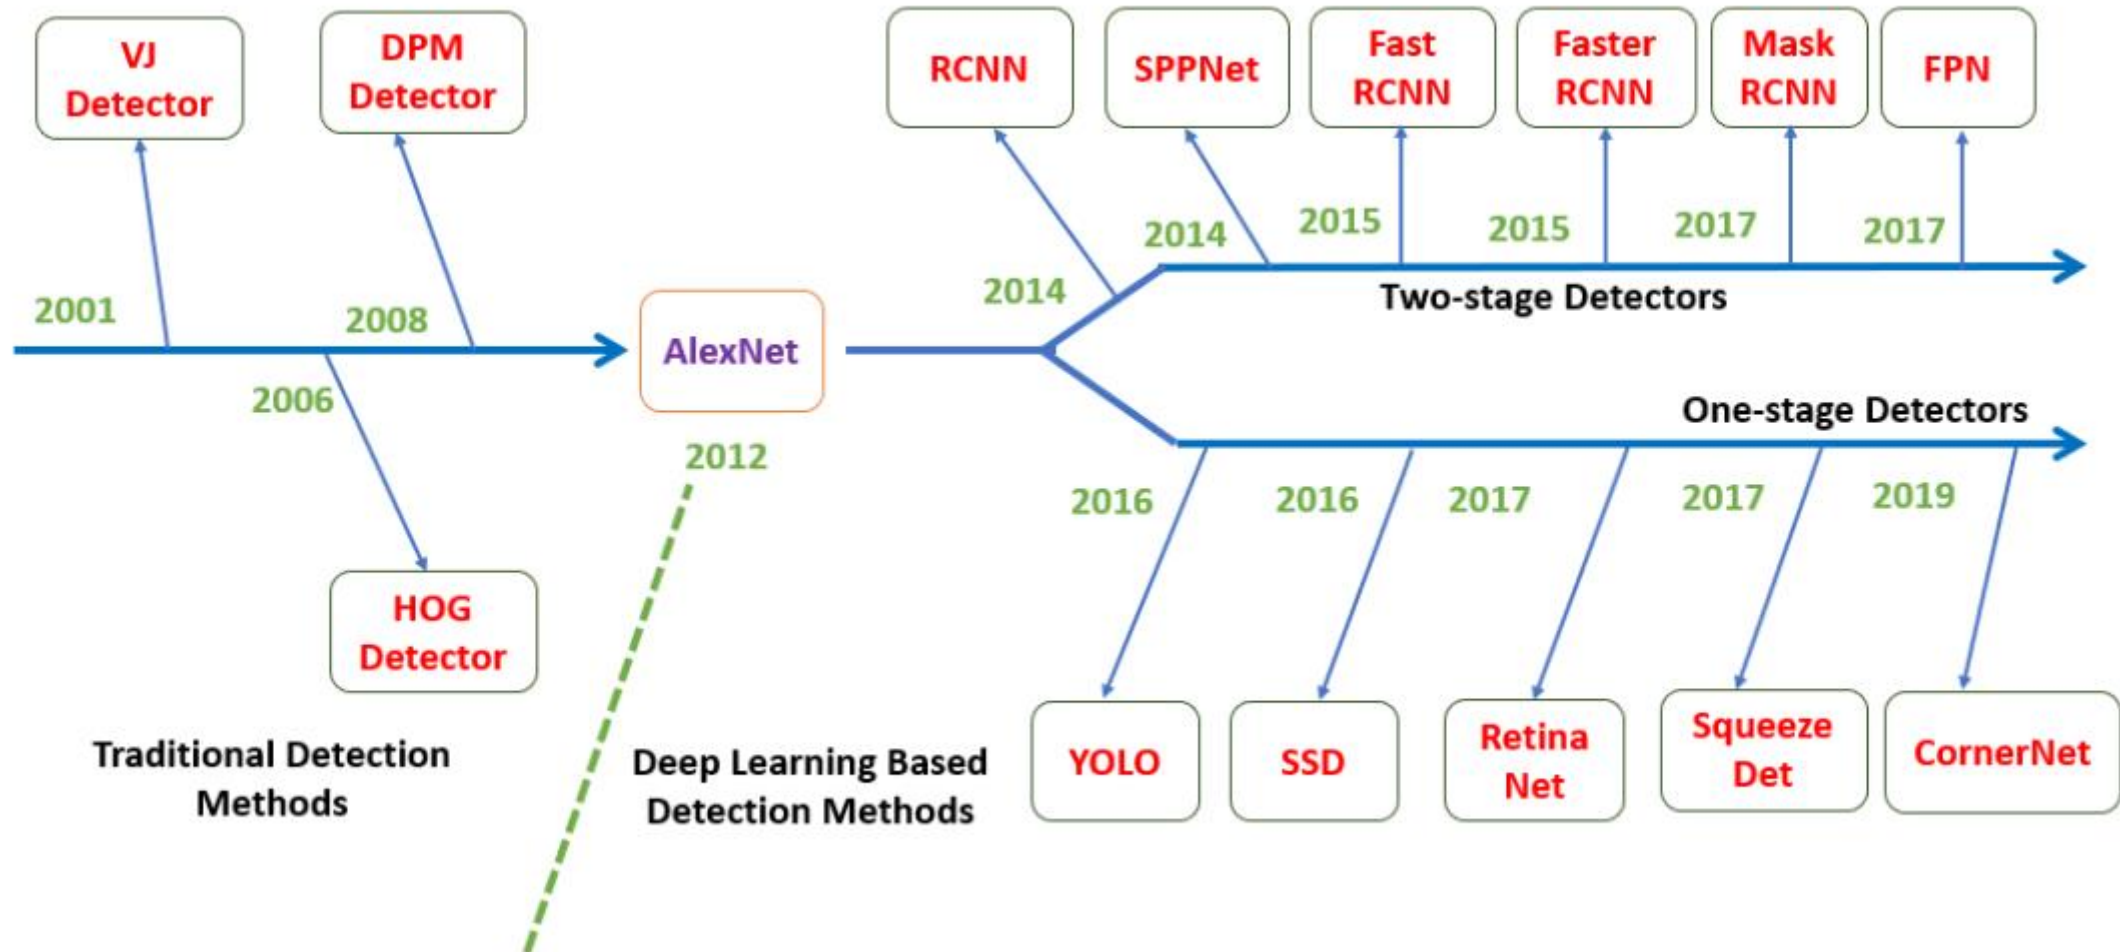 VJ
Detector
DPM
Detector
2001
2008
2006
HOG
Detector
Traditional Detection
Methods
AlexNet
2012
Deep Learning Based
Detection Methods
RCNN
SPPNet
Fast
RCNN
Faster
RCNN
Mask
RCNN
FPN
2014
2014
2015
2015
2017
2017
Two-stage Detectors
One-stage Detectors
2016
2016
2017
2017
2019
YOLO
SSD
Retina
Net
Squeeze
Det
CornerNet